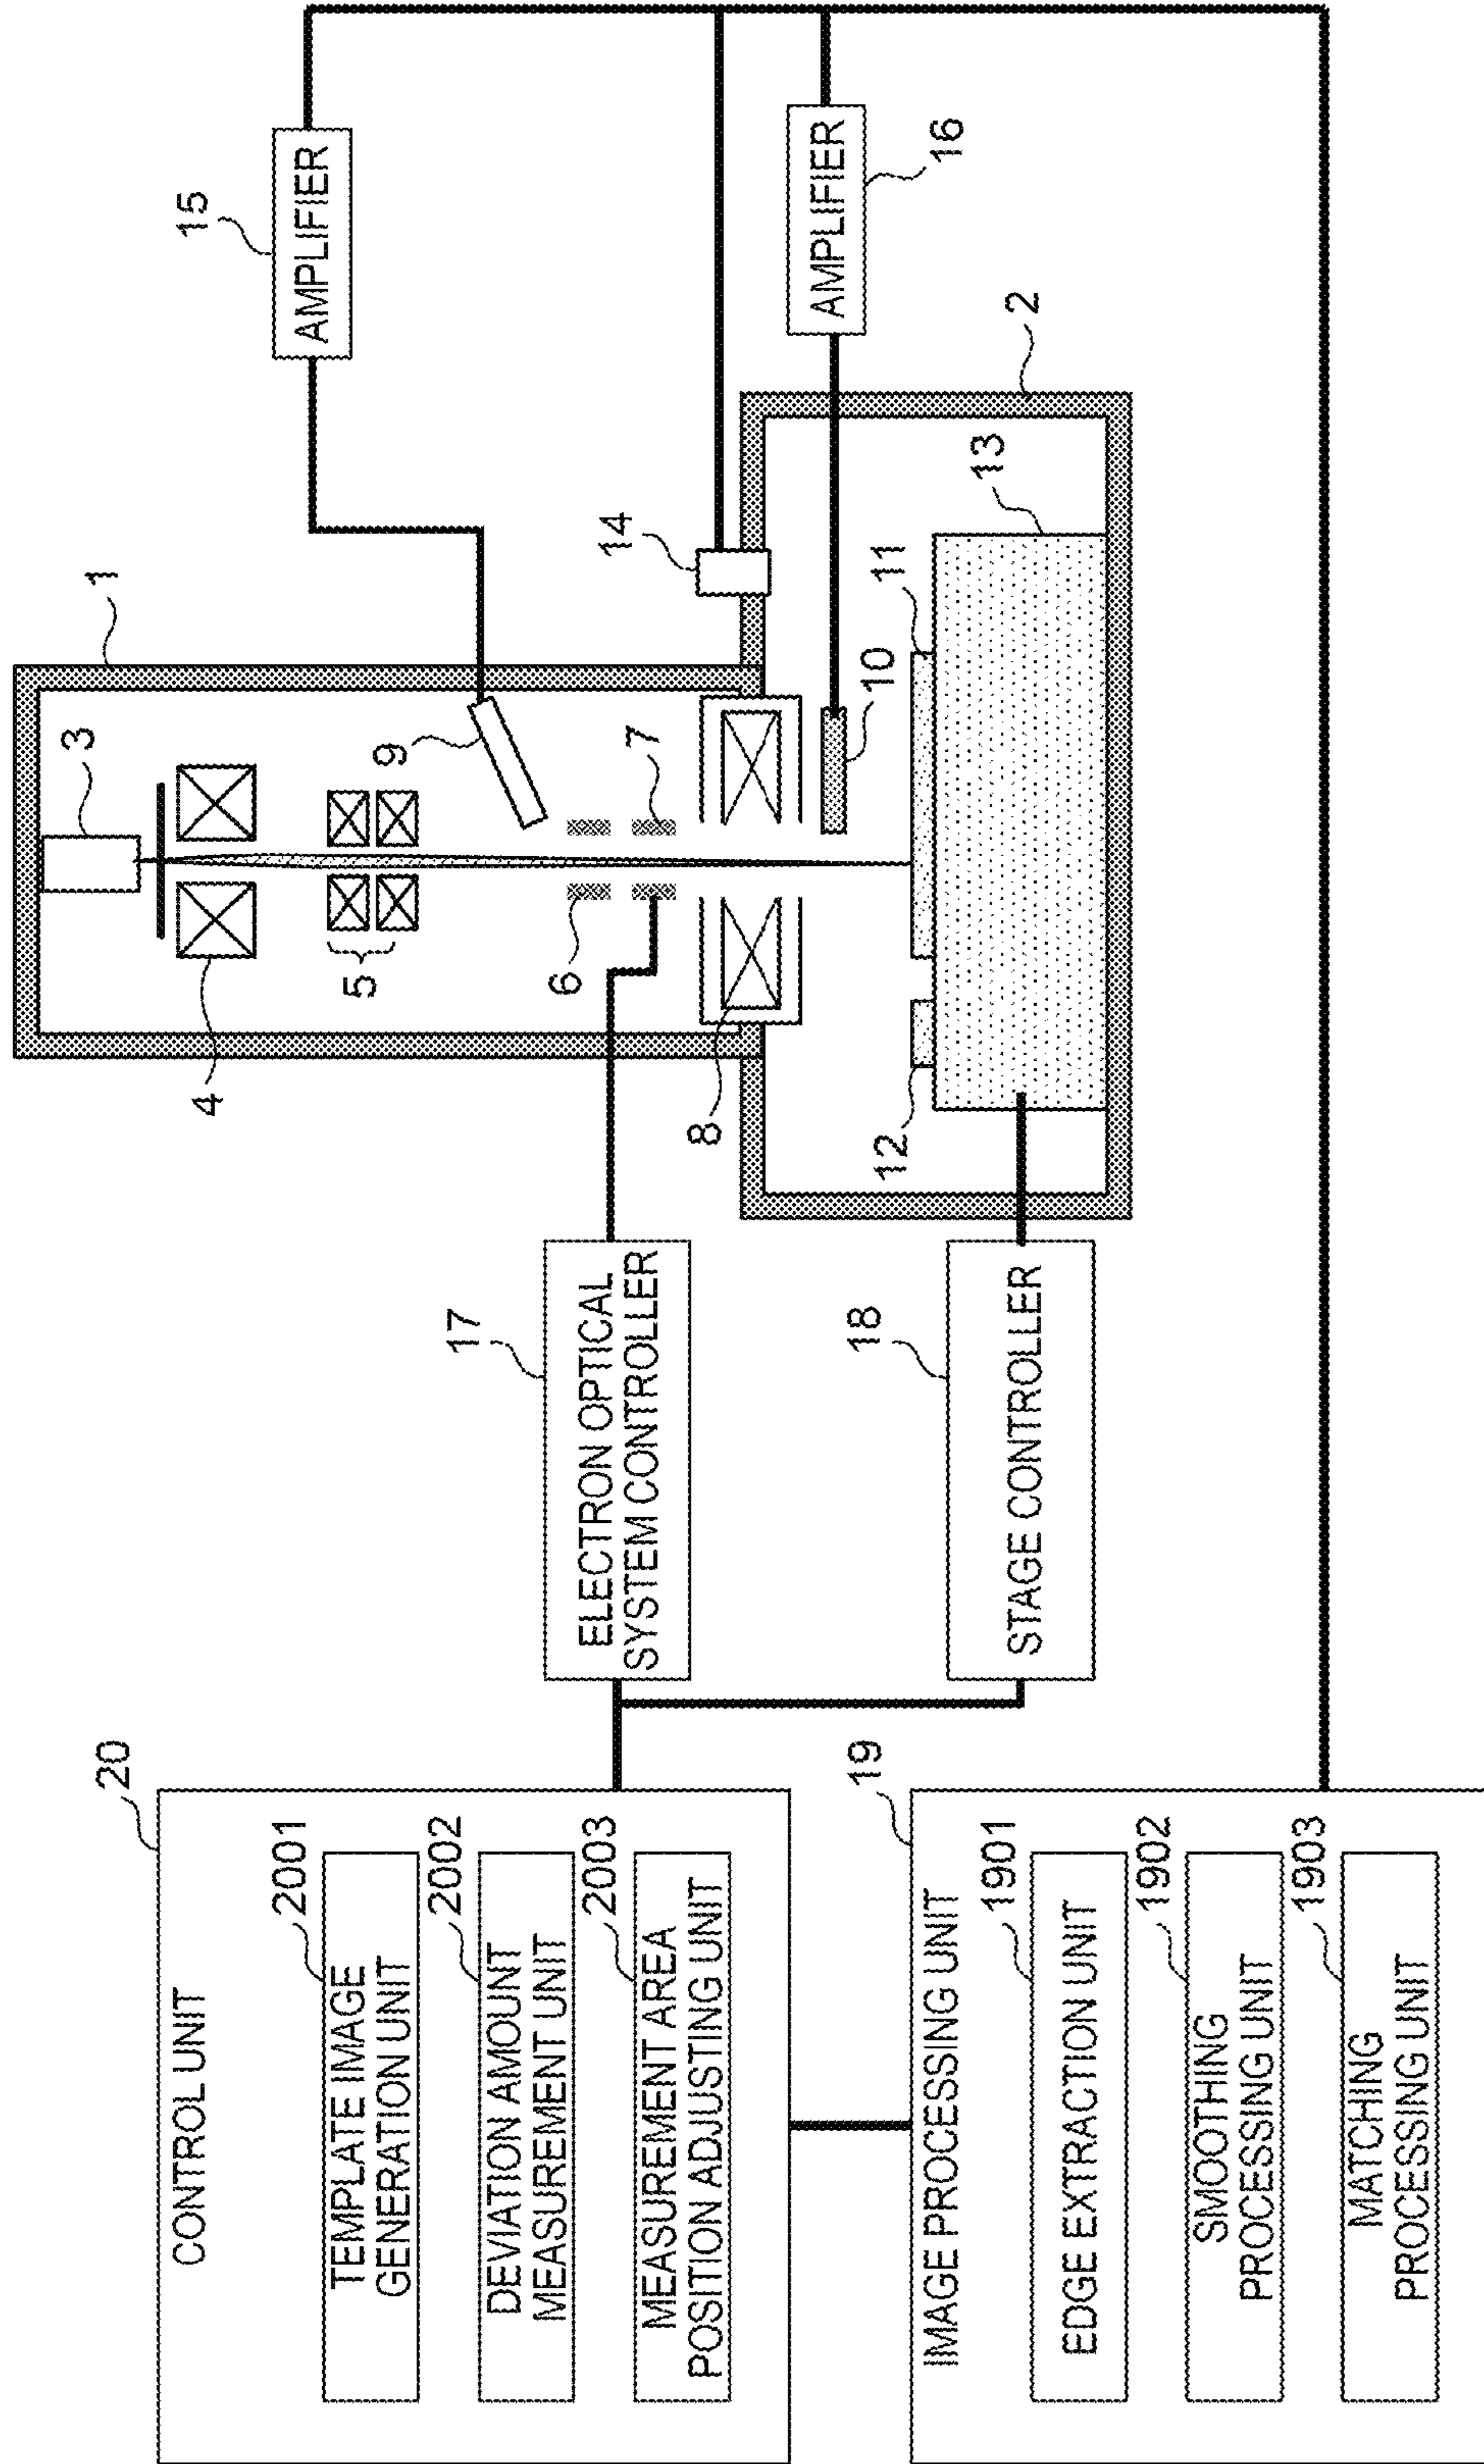 20
CONTROL UNIT
2001
TEMPLATE IMAGE
GENERATION UNIT
2002
DEVIATION AMOUNT
MEASUREMENT UNIT
2003
MEASUREMENT AREA
POSITION ADJUSTING UNIT
19
IMAGE PROCESSING UNIT
1901
EDGE EXTRACTION UNIT
1902
SMOOTHING
PROCESSING UNIT
1903
MATCHING
PROCESSING UNIT
17
ELECTRON OPTICAL
SYSTEM CONTROLLER
18
STAGE CONTROLLER
1
3
4
5
9
6
7
8
14
10
11
12
13
2
15
AMPLIFIER
AMPLIFIER
16